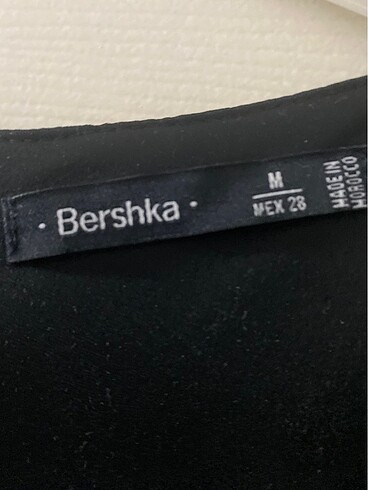 · Bershka ·
M
MEX 28
MADE IN
MOROCCO